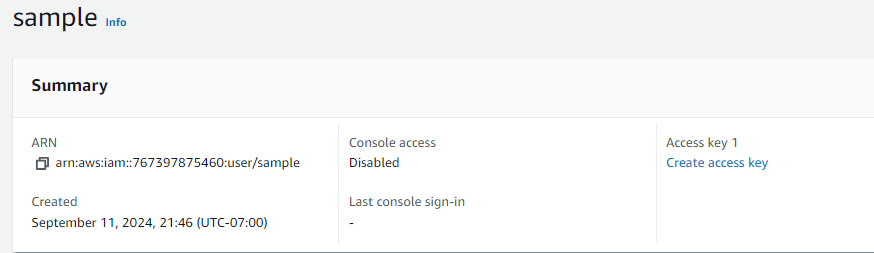 sample Info
Summary
ARN
arn:aws:iam::767397875460:user/sample
Created
September 11, 2024, 21:46 (UTC-07:00)
Console access
Disabled
Last console sign-in
-
Access key 1
Create access key